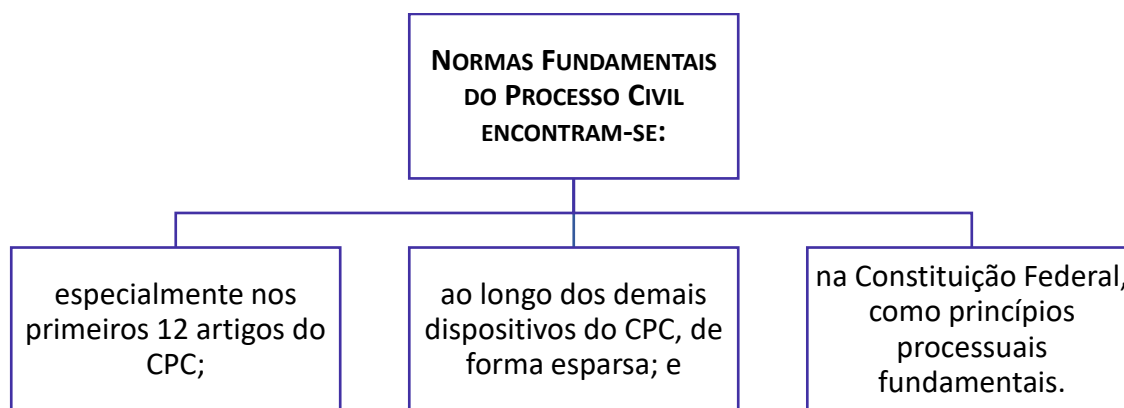 NORMAS FUNDAMENTAIS
DO PROCESSO CIVIL
ENCONTRAM-SE:
especialmente nos
primeiros 12 artigos do
CPC;
ao longo dos demais
dispositivos do CPC, de
forma esparsa; e
na Constituição Federal,
como princípios
processuais
fundamentais.